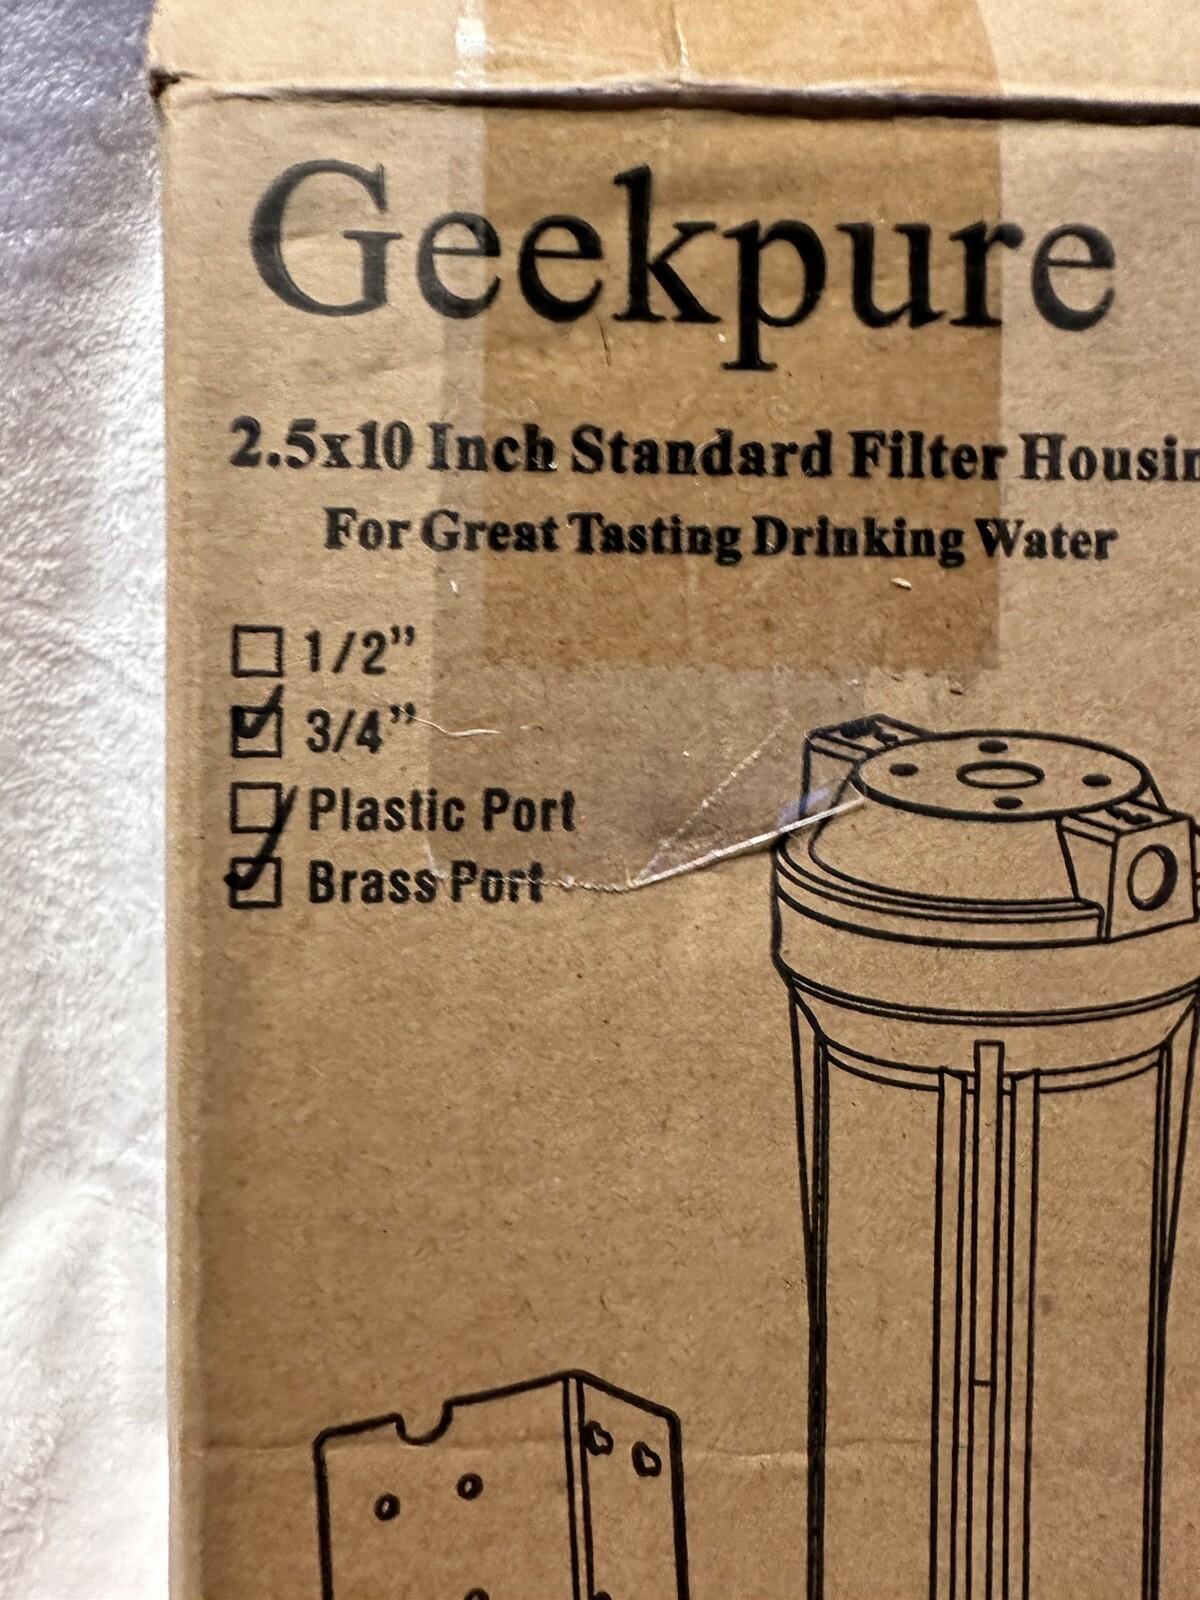 Geekpure
2.5x10 Inch Standard Filter Housin
For Great Tasting Drinking Water
1/2”
3/4”
Plastic Port
Brass Port